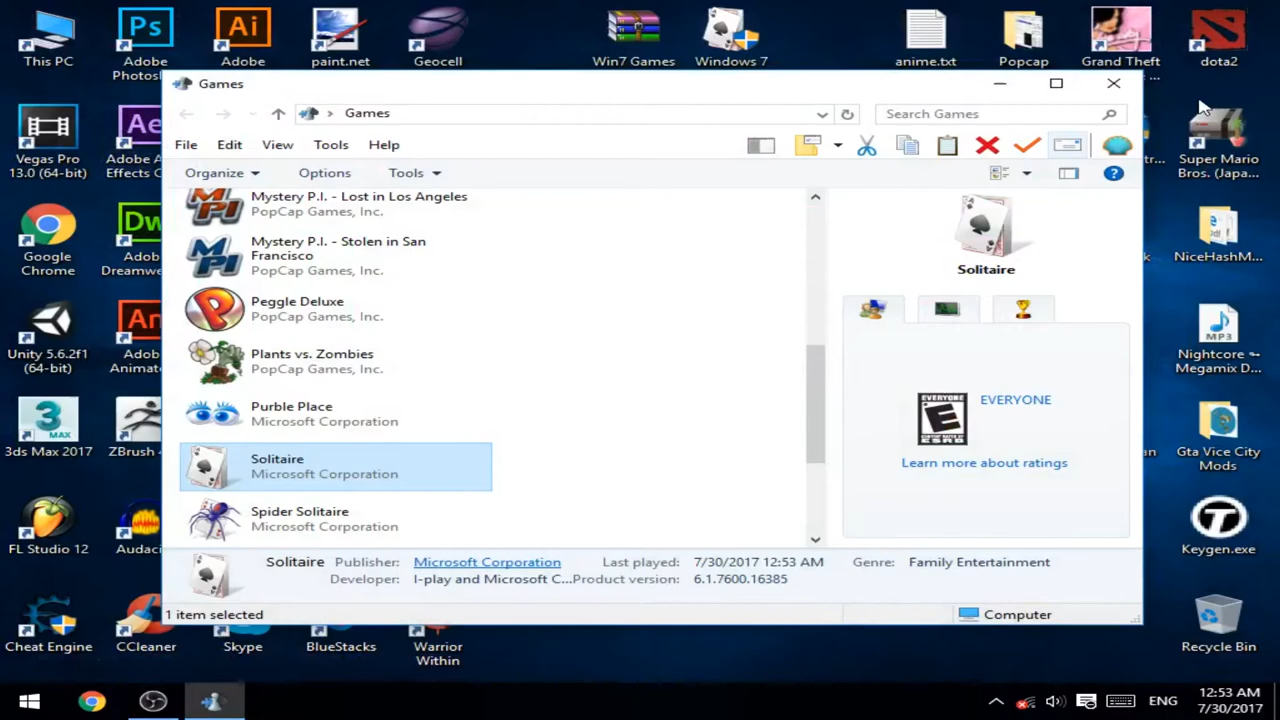 This PC
Adobe
Photosh...
Adobe
paint.net
Geocell
Win7 Games
Windows 7
anime.txt
Popcap
Grand Theft
...
dota2
Games
Games
Search Games
File Edit View Tools Help
Organize Options Tools
Mystery P.I. - Lost in Los Angeles
PopCap Games, Inc.
Mystery P.I. - Stolen in San
Francisco
PopCap Games, Inc.
Peggle Deluxe
PopCap Games, Inc.
Plants vs. Zombies
PopCap Games, Inc.
Purble Place
Microsoft Corporation
Solitaire
Microsoft Corporation
Spider Solitaire
Microsoft Corporation
Solitaire
EVERYONE
EVERYONE
E
ESRB
Learn more about ratings
Solitaire Publisher: Microsoft Corporation Last played: 7/30/2017 12:53 AM Genre: Family Entertainment
Developer: I-play and Microsoft C... Product version: 6.1.7600.16385
1 item selected
Computer
Vegas Pro
13.0 (64-bit)
Adobe A
Effects C
Google
Chrome
Adob
Dreamwe
Unity 5.6.2f1
(64-bit)
Adob
Animat
3ds Max 2017
ZBrush 4
FL Studio 12
Audac
Cheat Engine
CCleaner
Skype
BlueStacks
Warrior
Within
Super Mario
Bros. (Japa...
NiceHashM...
MP3
Nightcore ➳
Megamix D...
Gta Vice City
Mods
Keygen.exe
Recycle Bin
ENG
12:53 AM
7/30/2017